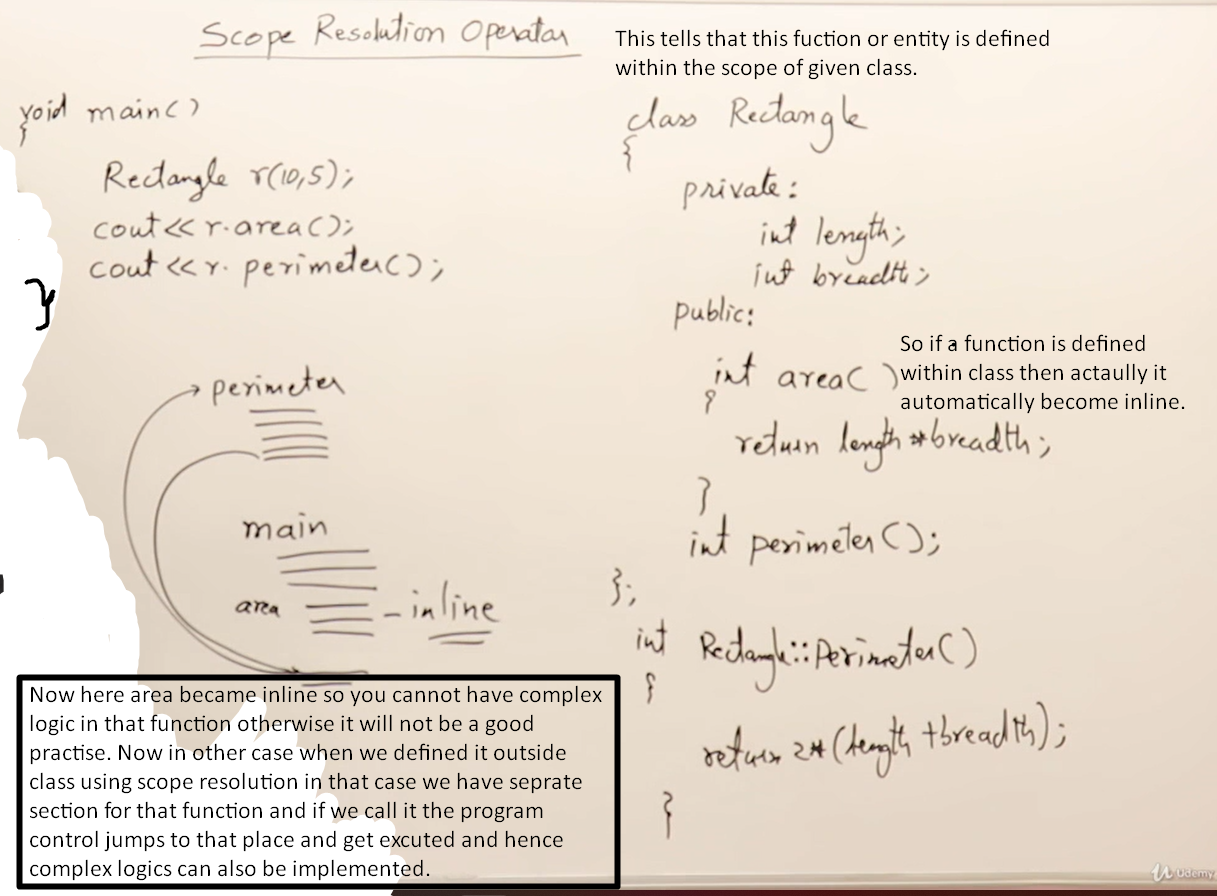 Scope Resolution Operator
This tells that this fuction or entity is defined
within the scope of given class.
void main()
{
Rectangle r(10,5);
cout<<r.area();
cout<<r.perimeter();
}
perimeter
main
area
- inline
class Rectangle
{
private:
int length;
int breadth;
public:
int area( )
So if a function is defined
within class then actaully it
automatically become inline.
{
return length*breadth;
}
int perimeter();
};
int Rectangle::Perimeter()
{
return 2*(length+breadth);
}
Now here area became inline so you cannot have complex
logic in that function otherwise it will not be a good
practise. Now in other case when we defined it outside
class using scope resolution in that case we have seprate
section for that function and if we call it the program
control jumps to that place and get excuted and hence
complex logics can also be implemented.
Udemy